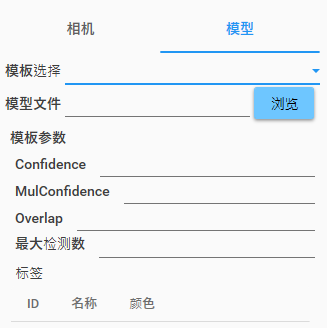 相机 模型
模板选择
模型文件 浏览
模板参数
Confidence
MulConfidence
Overlap
最大检测数
标签
ID 名称 颜色